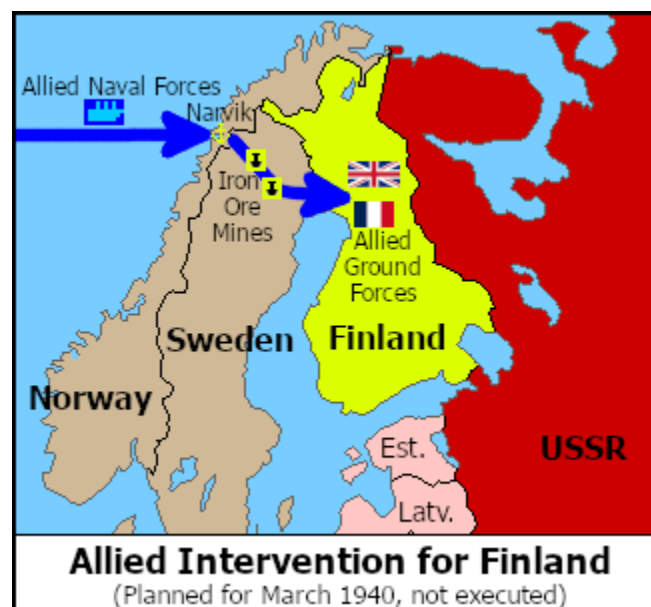 Allied Naval Forces
Narvik
Iron
Ore
Mines
Allied
Ground
Forces
Sweden
Finland
Norway
USSR
Est.
Latv.
Allied Intervention for Finland
(Planned for March 1940, not executed)